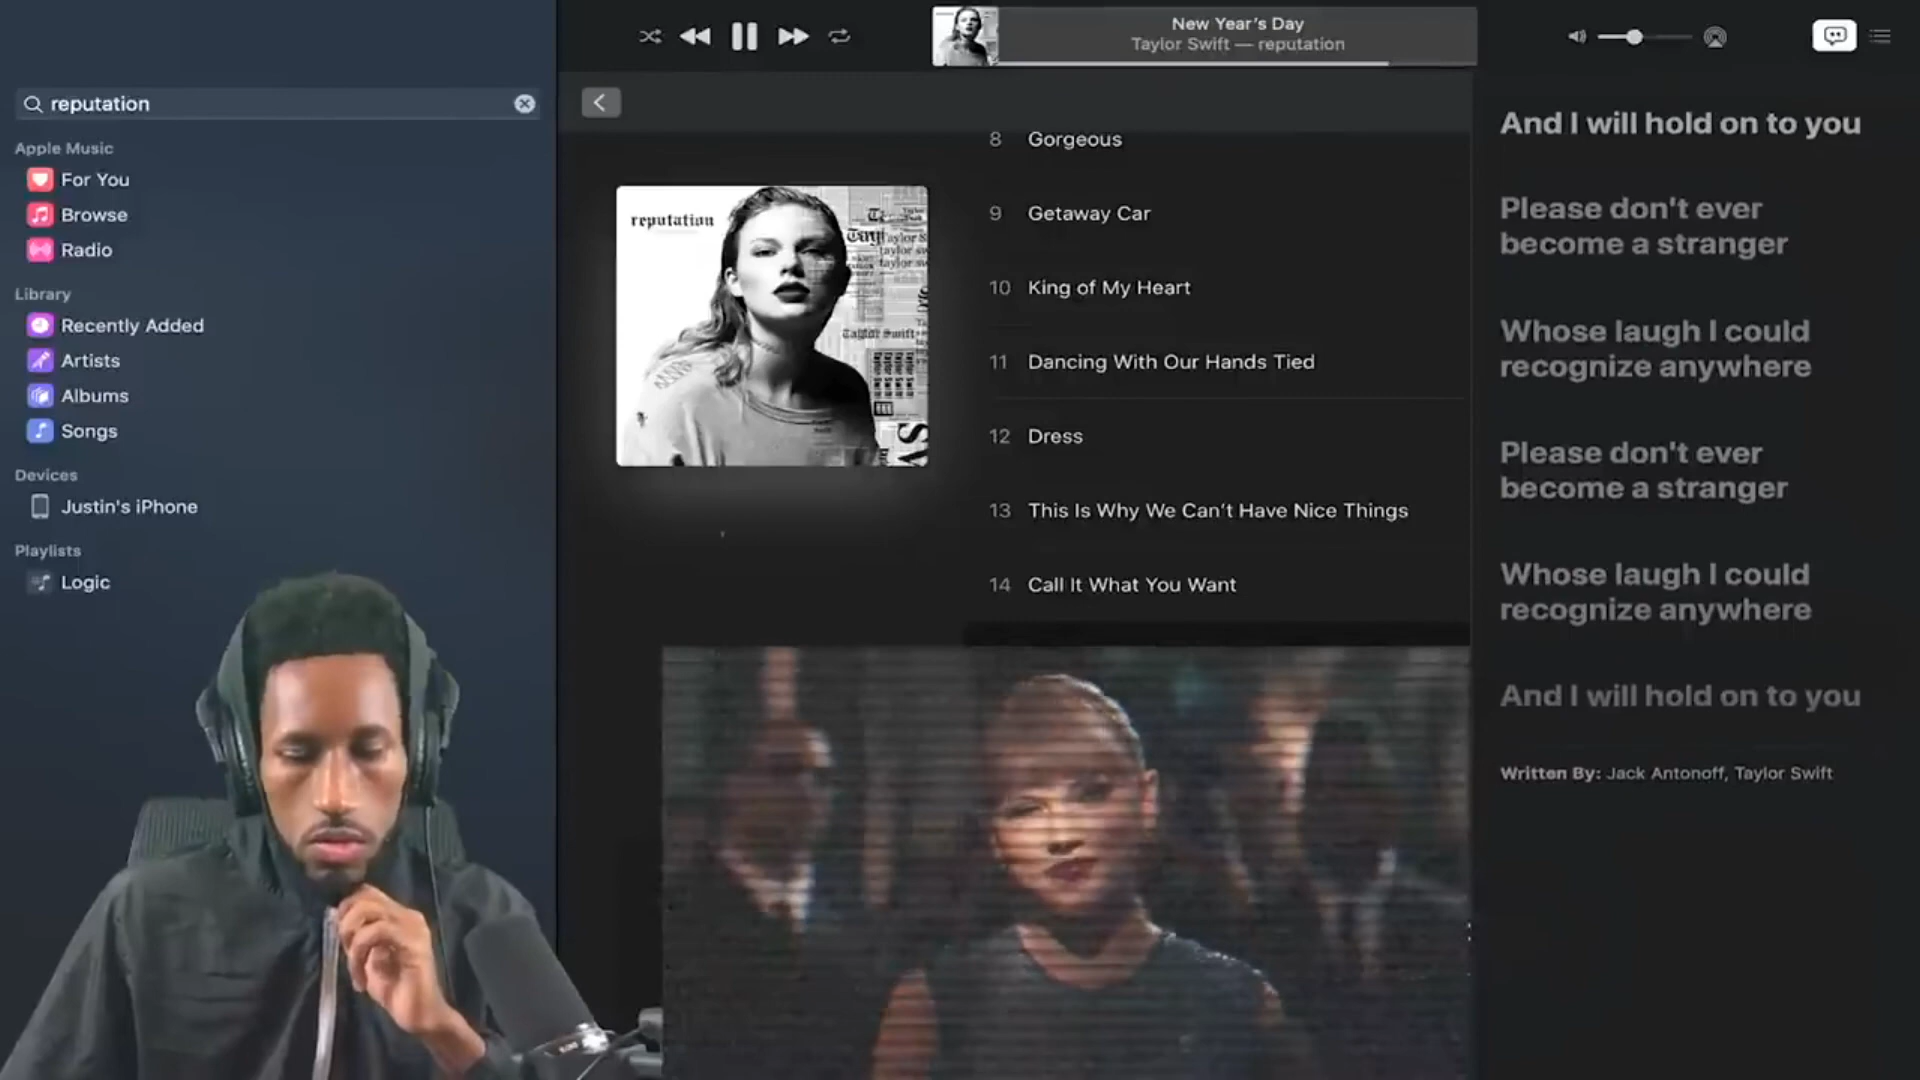 New Year's Day
Taylor Swift — reputation
reputation
Apple Music
For You
Browse
Radio
Library
Recently Added
Artists
Albums
Songs
Devices
Justin's iPhone
Playlists
Logic
reputation
Taylor Swift
8 Gorgeous
9 Getaway Car
10 King of My Heart
11 Dancing With Our Hands Tied
12 Dress
13 This Is Why We Can't Have Nice Things
14 Call It What You Want
And I will hold on to you
Please don't ever
become a stranger
Whose laugh I could
recognize anywhere
Please don't ever
become a stranger
Whose laugh I could
recognize anywhere
And I will hold on to you
Written By: Jack Antonoff, Taylor Swift